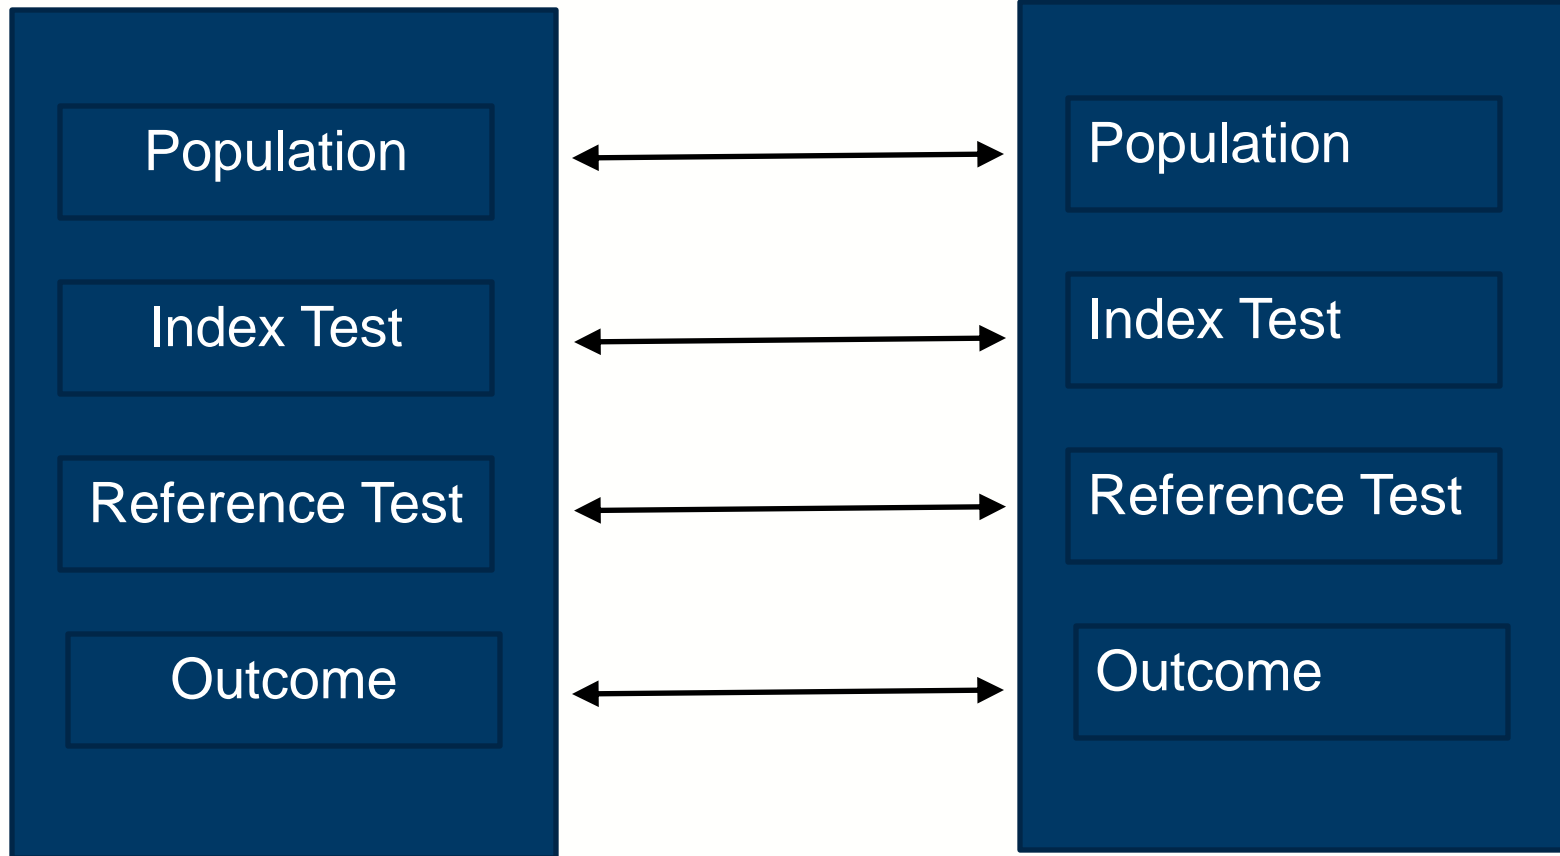 Population
Population
Index Test
Index Test
Reference Test
Reference Test
Outcome
Outcome